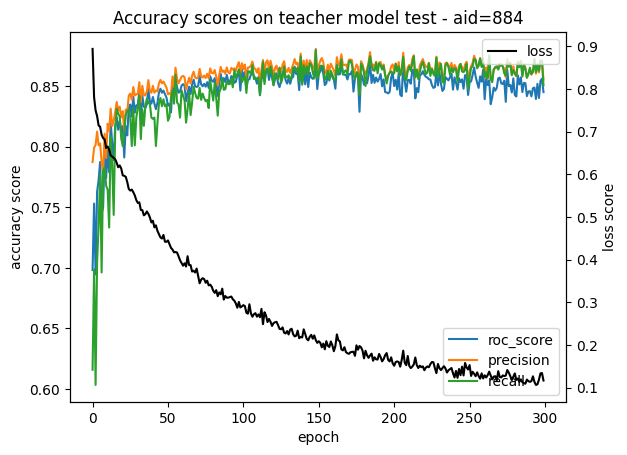 Accuracy scores on teacher model test - aid=884
loss
accuracy score
0.85
0.80
0.75
0.70
0.65
0.60
0.9
0.8
0.7
0.6
0.5
0.4
0.3
0.2
0.1
loss score
roc_score
precision
recall
0 50 100 150 200 250 300
epoch